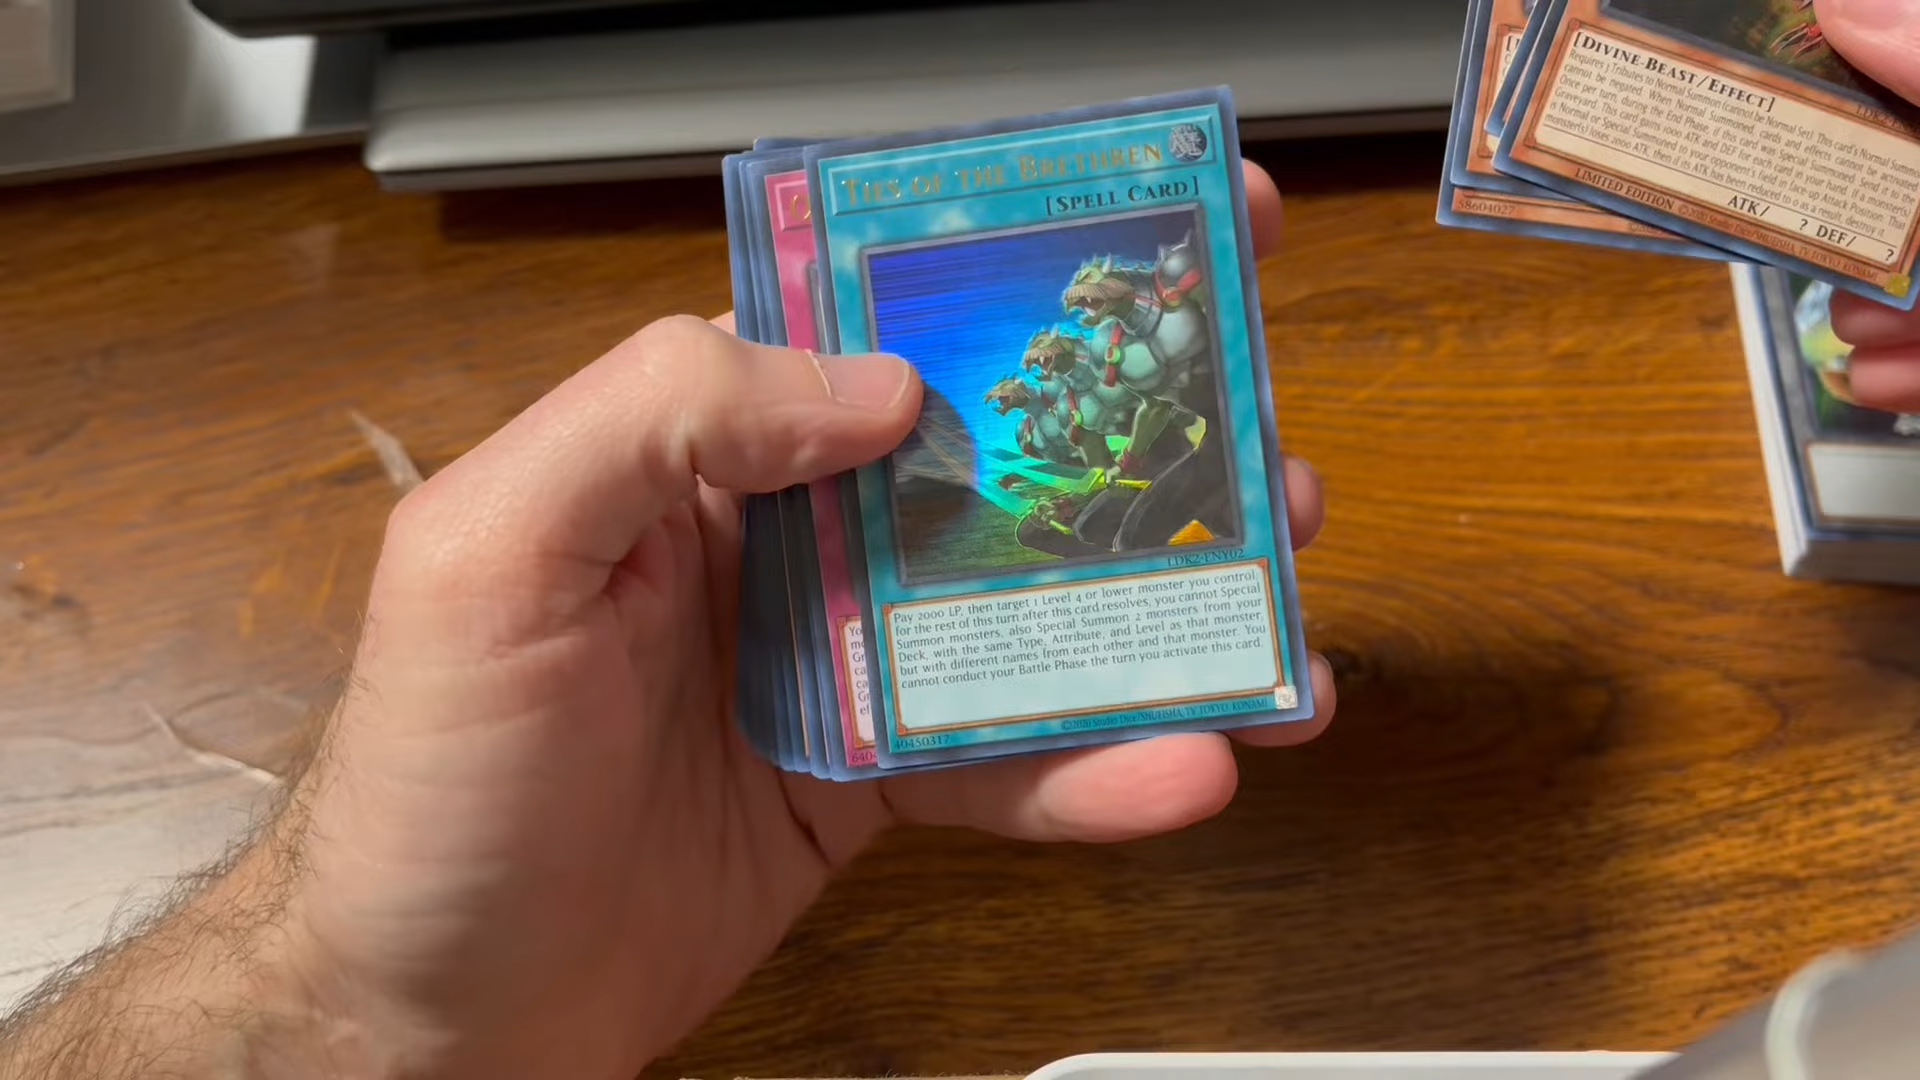 TIES OF THE BRETHREN
[SPELL CARD]
LDK2-ENY02
Pay 2000 LP, then target 1 Level 4 or lower monster you control;
for the rest of this turn after this card resolves, you cannot Special
Summon monsters, also Special Summon 2 monsters from your
Deck, with the same Type, Attribute, and Level as that monster,
but with different names from each other and that monster. You
cannot conduct your Battle Phase the turn you activate this card.
40450317
©2020 Studio Dice/SHUEISHA, TV TOKYO, KONAMI
[DIVINE-BEAST/EFFECT]
Requires 3 Tributes to Normal Summon (cannot be Normal Set). This card's Normal Summon
cannot be negated. When Normal Summoned, cards and effects cannot be activated.
Once per turn, during the End Phase, if this card was Special Summoned: Send it to the
Graveyard. This card gains 1000 ATK and DEF for each card in your hand. If a monster(s)
is Normal or Special Summoned to your opponent's field in face-up Attack Position: That
monster(s) loses 2000 ATK, then if its ATK has been reduced to 0 as a result, destroy it.
ATK/ ? DEF/ ?
LIMITED EDITION
©2020 Studio Dice/SHUEISHA, TV TOKYO, KONAMI
58604027